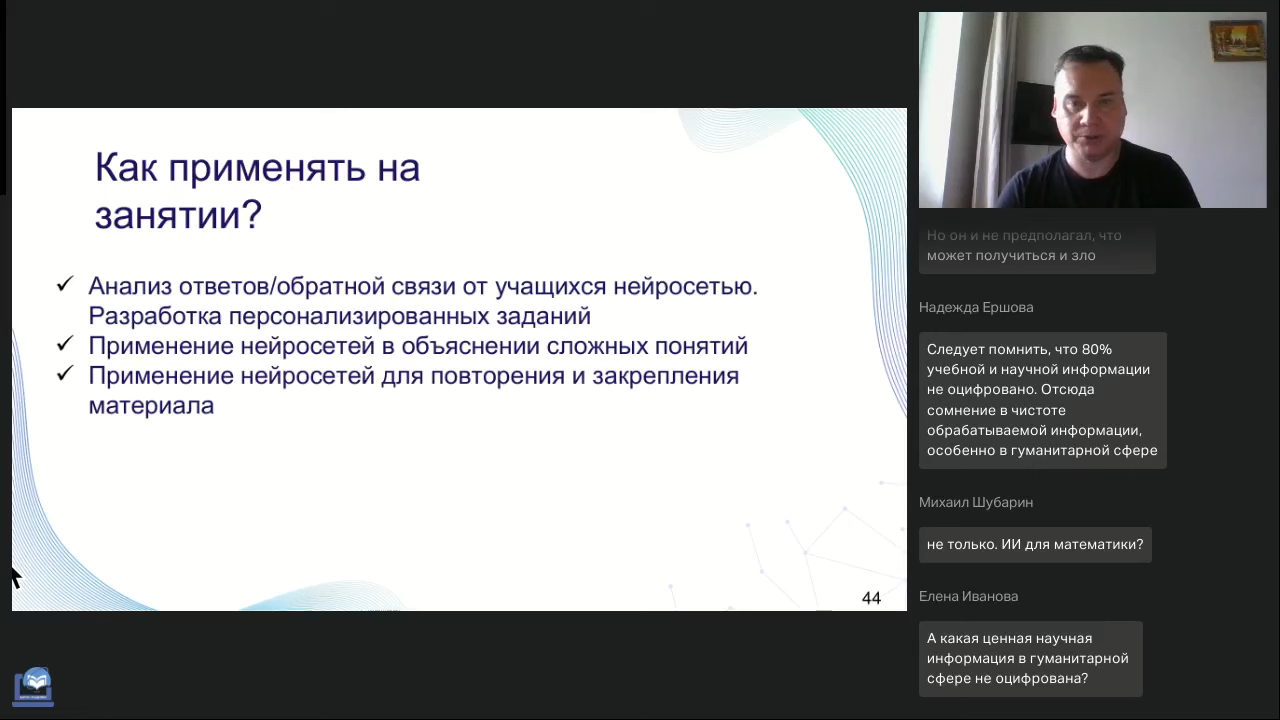 Как применять на
занятии?
✓ Анализ ответов/обратной связи от учащихся нейросетью.
Разработка персонализированных заданий
✓ Применение нейросетей в объяснении сложных понятий
✓ Применение нейросетей для повторения и закрепления
материала
44
Но он и не предполагал, что
может получиться и зло
Надежда Ершова
Следует помнить, что 80%
учебной и научной информации
не оцифровано. Отсюда
сомнение в чистоте
обрабатываемой информации,
особенно в гуманитарной сфере
Михаил Шубарин
не только. ИИ для математики?
Елена Иванова
А какая ценная научная
информация в гуманитарной
сфере не оцифрована?